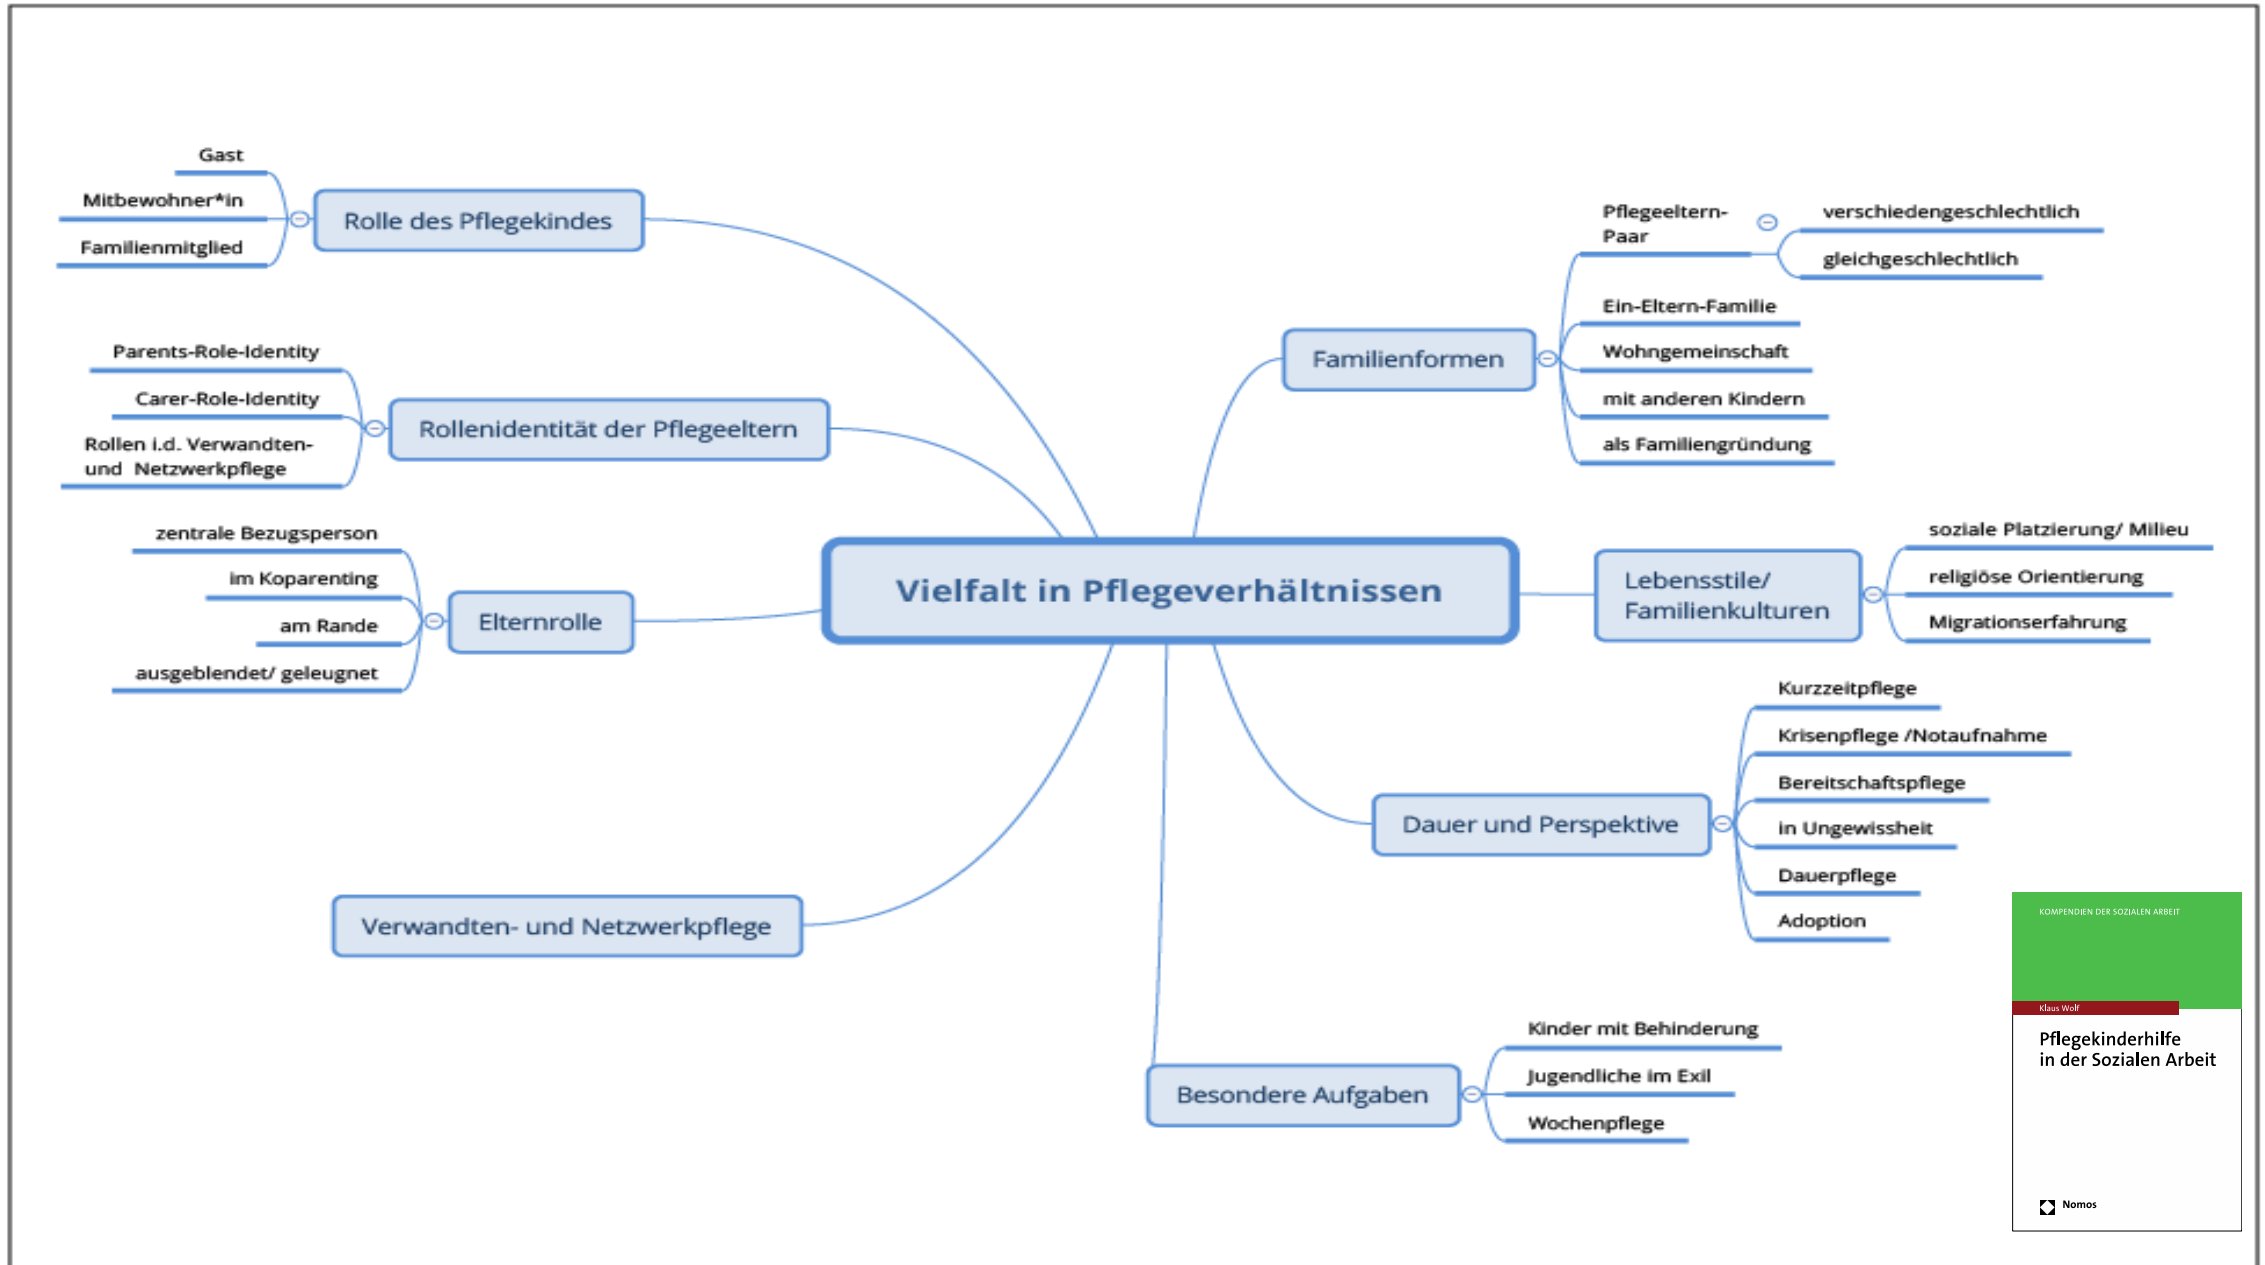 Gast
Mitbewohner*in
Familienmitglied
Rolle des Pflegekindes
Parents-Role-Identity
Carer-Role-Identity
Rollen i.d. Verwandten-
und Netzwerkpflege
Rollenidentität der Pflegeeltern
zentrale Bezugsperson
im Koparenting
am Rande
ausgeblendet/ geleugnet
Elternrolle
Verwandten- und Netzwerkpflege
Vielfalt in Pflegeverhältnissen
Familienformen
Pflegeeltern-
Paar
verschiedengeschlechtlich
gleichgeschlechtlich
Ein-Eltern-Familie
Wohngemeinschaft
mit anderen Kindern
als Familiengründung
Lebensstile/
Familienkulturen
soziale Platzierung/ Milieu
religiöse Orientierung
Migrationserfahrung
Dauer und Perspektive
Kurzzeitpflege
Krisenpflege /Notaufnahme
Bereitschaftspflege
in Ungewissheit
Dauerpflege
Adoption
Besondere Aufgaben
Kinder mit Behinderung
Jugendliche im Exil
Wochenpflege
KOMPENDIEN DER SOZIALEN ARBEIT
Klaus Wolf
Pflegekinderhilfe
in der Sozialen Arbeit
Nomos